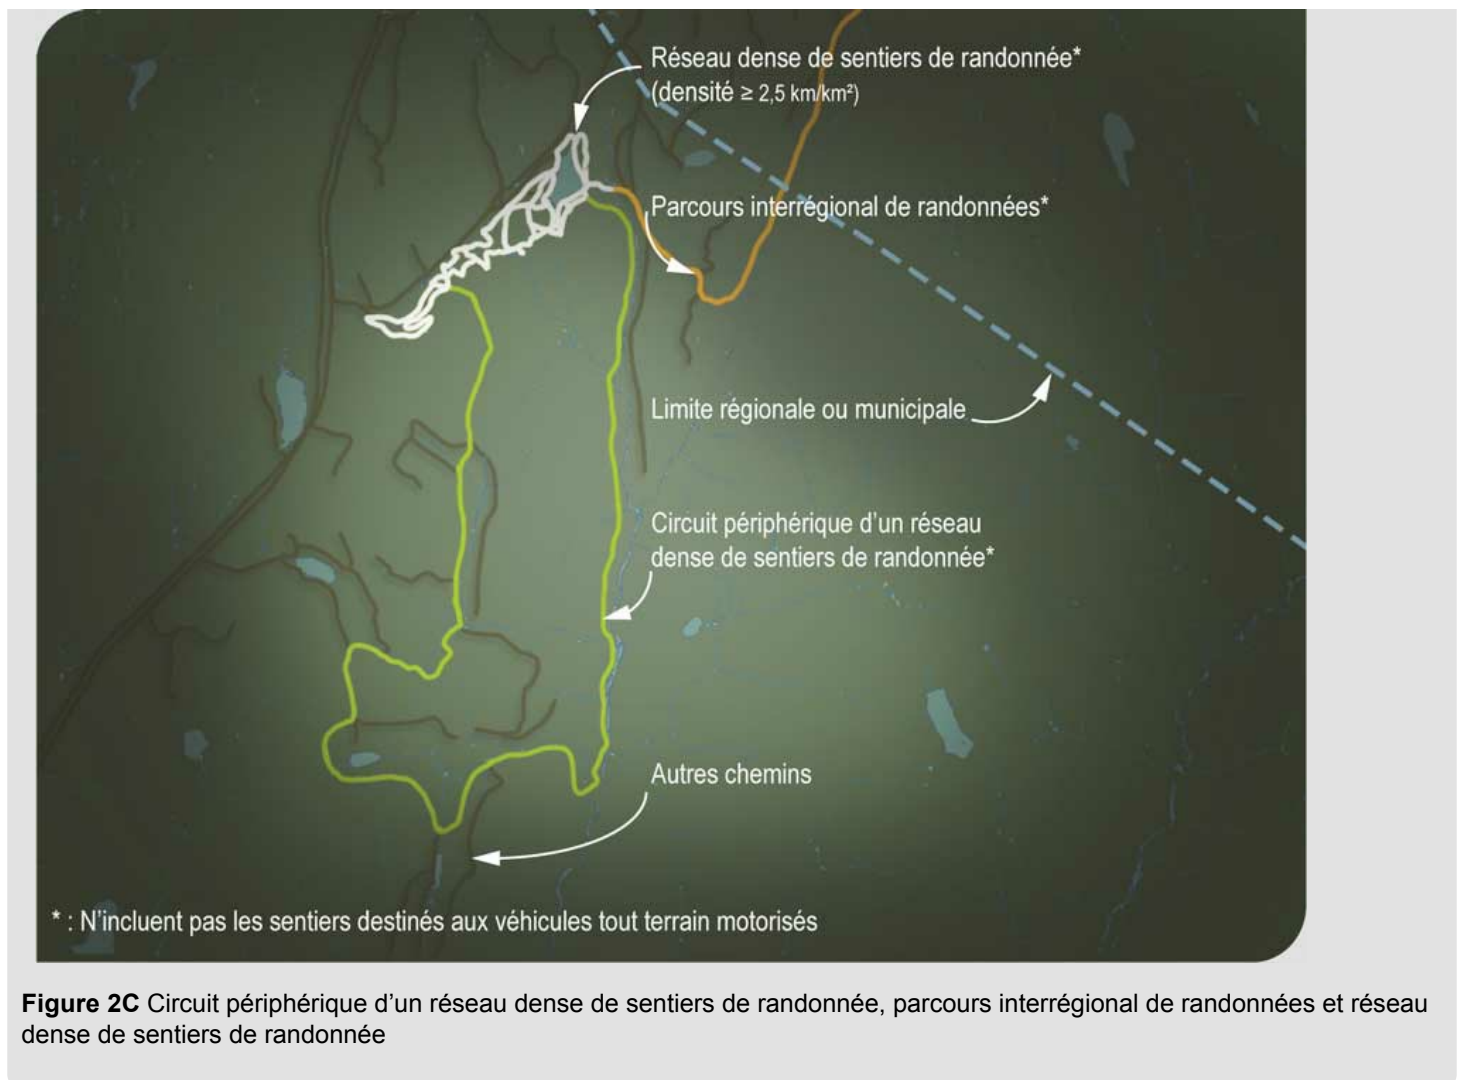 Réseau dense de sentiers de randonnée*
(densité ≥ 2,5 km/km²)
Parcours interrégional de randonnées*
Limite régionale ou municipale
Circuit périphérique d’un réseau
dense de sentiers de randonnée*
Autres chemins
* : N’incluent pas les sentiers destinés aux véhicules tout terrain motorisés
Figure 2C Circuit périphérique d’un réseau dense de sentiers de randonnée, parcours interrégional de randonnées et réseau
dense de sentiers de randonnée